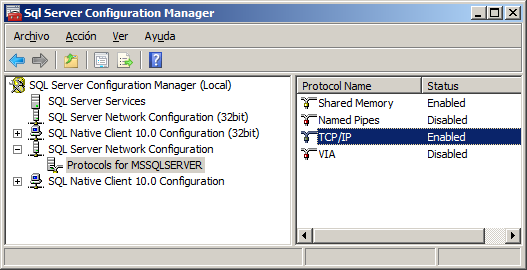 Sql Server Configuration Manager
Archivo Acción Ver Ayuda
SQL Server Configuration Manager (Local)
SQL Server Services
SQL Server Network Configuration (32bit)
SQL Native Client 10.0 Configuration (32bit)
SQL Server Network Configuration
Protocols for MSSQLSERVER
SQL Native Client 10.0 Configuration
Protocol Name Status
Shared Memory Enabled
Named Pipes Disabled
TCP/IP Enabled
VIA Disabled